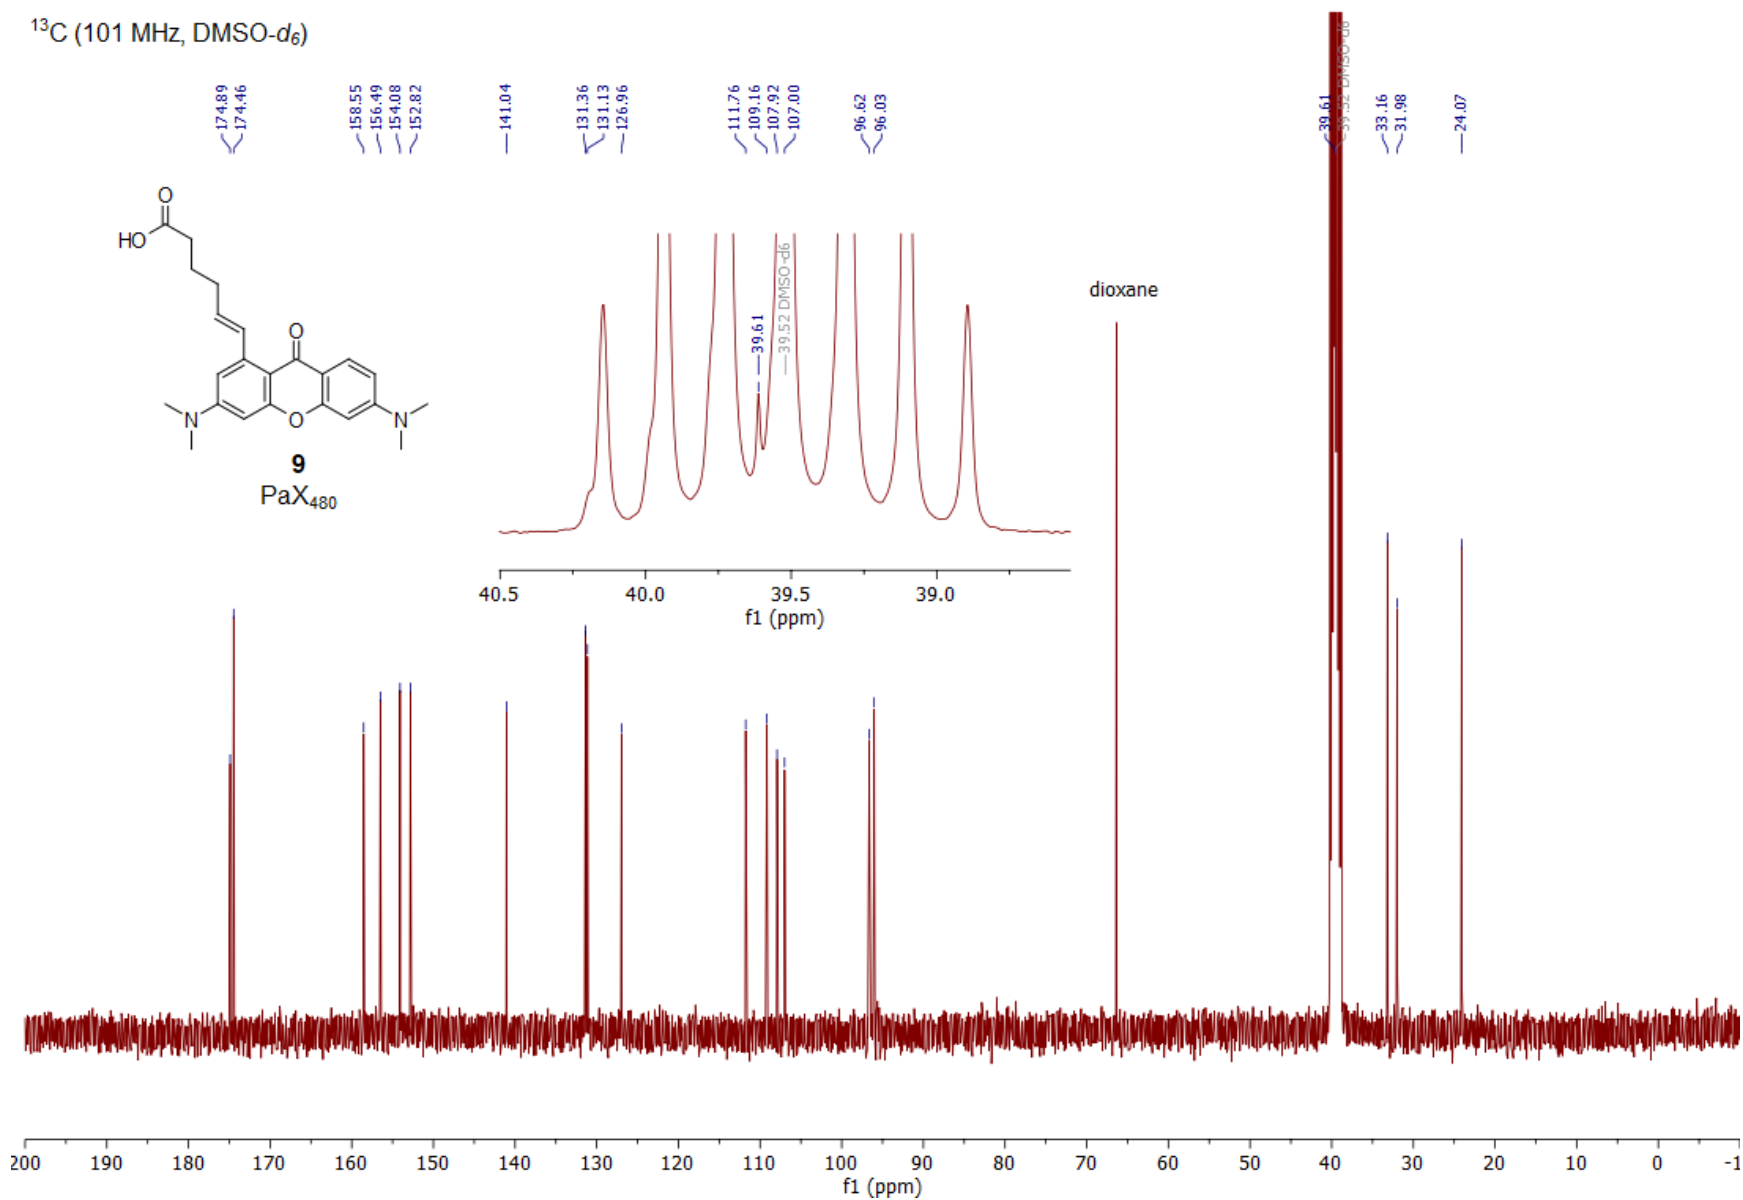 ¹³C (101 MHz, DMSO-d₆)
174.89
174.46
158.55
156.49
154.08
152.82
141.04
131.36
131.13
126.96
111.76
109.16
107.92
107.00
96.62
96.03
39.61
39.52 DMSO-d6
33.16
31.98
24.07
O
HO
O
N
O
N
9
PaX₄₈₀
39.61
39.52 DMSO-d6
40.5 40.0 39.5 39.0
f1 (ppm)
dioxane
200 190 180 170 160 150 140 130 120 110 100 90 80 70 60 50 40 30 20 10 0 -1
f1 (ppm)